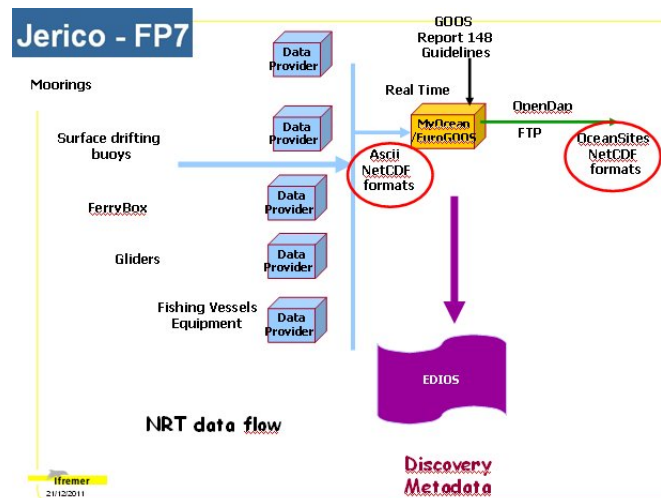 Jerico - FP7
GOOS
Report 148
Guidelines
Data
Provider
Moorings
Real Time
Data
Provider
MyOcean
/EuroGOOS
OpenDap
FTP
Surface drifting
buoys
Ascii
NetCDF
formats
OceanSites
NetCDF
formats
Data
Provider
FerryBox
Data
Provider
Gliders
Fishing Vessels
Equipment
Data
Provider
EDIOS
NRT data flow
Discovery
Metadata
Ifremer
21/12/2011